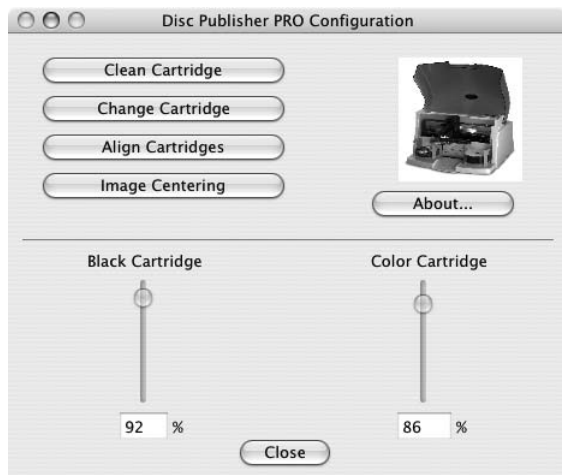 Disc Publisher PRO Configuration
Clean Cartridge
Change Cartridge
Align Cartridges
Image Centering
About...
Black Cartridge
Color Cartridge
92 %
86 %
Close